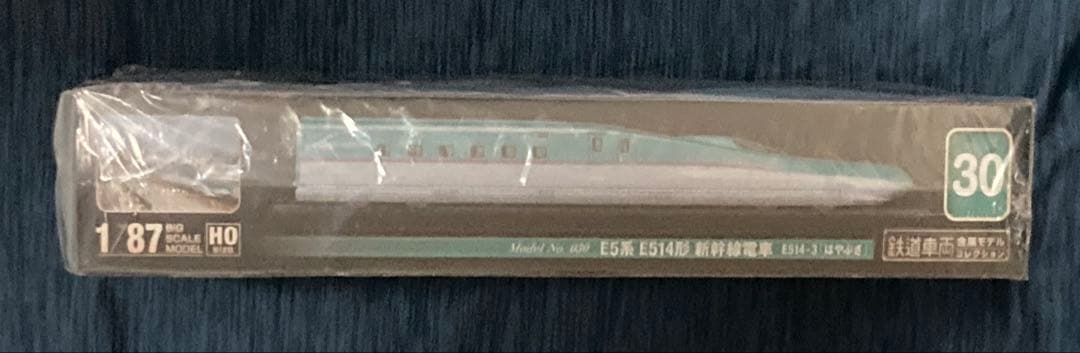 30
1/87 BIG SCALE MODEL HO size
Model No. 030 E5系 E514形 新幹線電車 E514-3「はやぶさ」
鉄道車両 金属モデルコレクション